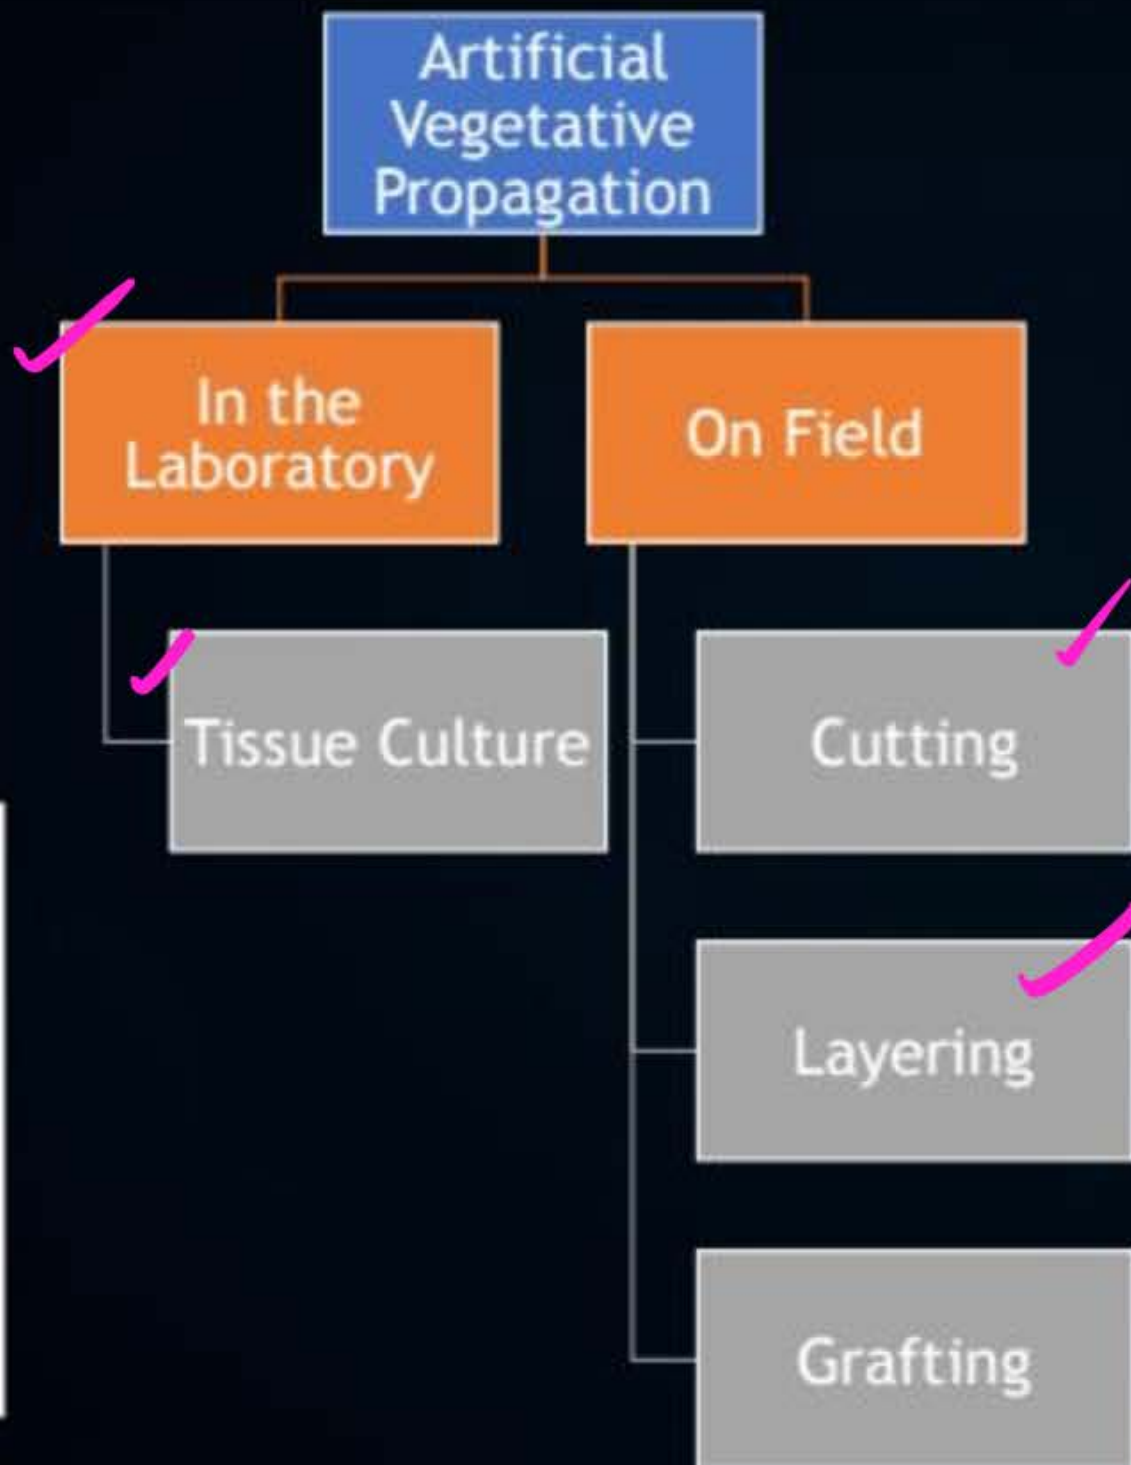 Artificial
Vegetative
Propagation
In the
Laboratory
On Field
Tissue Culture
Cutting
Layering
Grafting